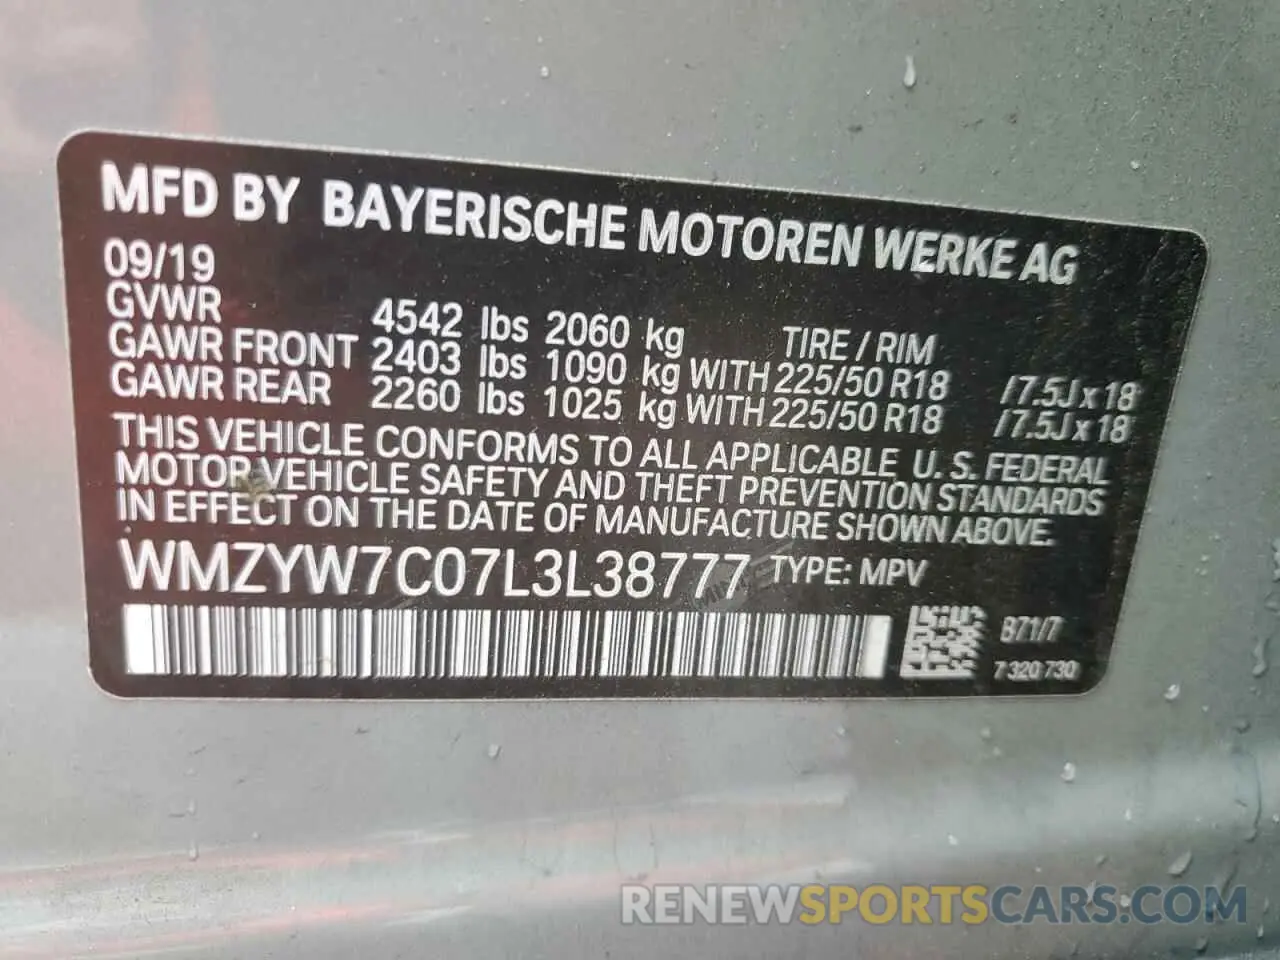 MFD BY BAYERISCHE MOTOREN WERKE AG
09/19
GVWR 4542 lbs 2060 kg TIRE / RIM
GAWR FRONT 2403 lbs 1090 kg WITH 225/50 R18 /7.5J x 18
GAWR REAR 2260 lbs 1025 kg WITH 225/50 R18 /7.5J x 18
THIS VEHICLE CONFORMS TO ALL APPLICABLE U. S. FEDERAL
MOTOR VEHICLE SAFETY AND THEFT PREVENTION STANDARDS
IN EFFECT ON THE DATE OF MANUFACTURE SHOWN ABOVE.
WMZYW7C07L3L38777 TYPE: MPV
B71/7
7 320 730
RENEWSPORTSCARS.COM